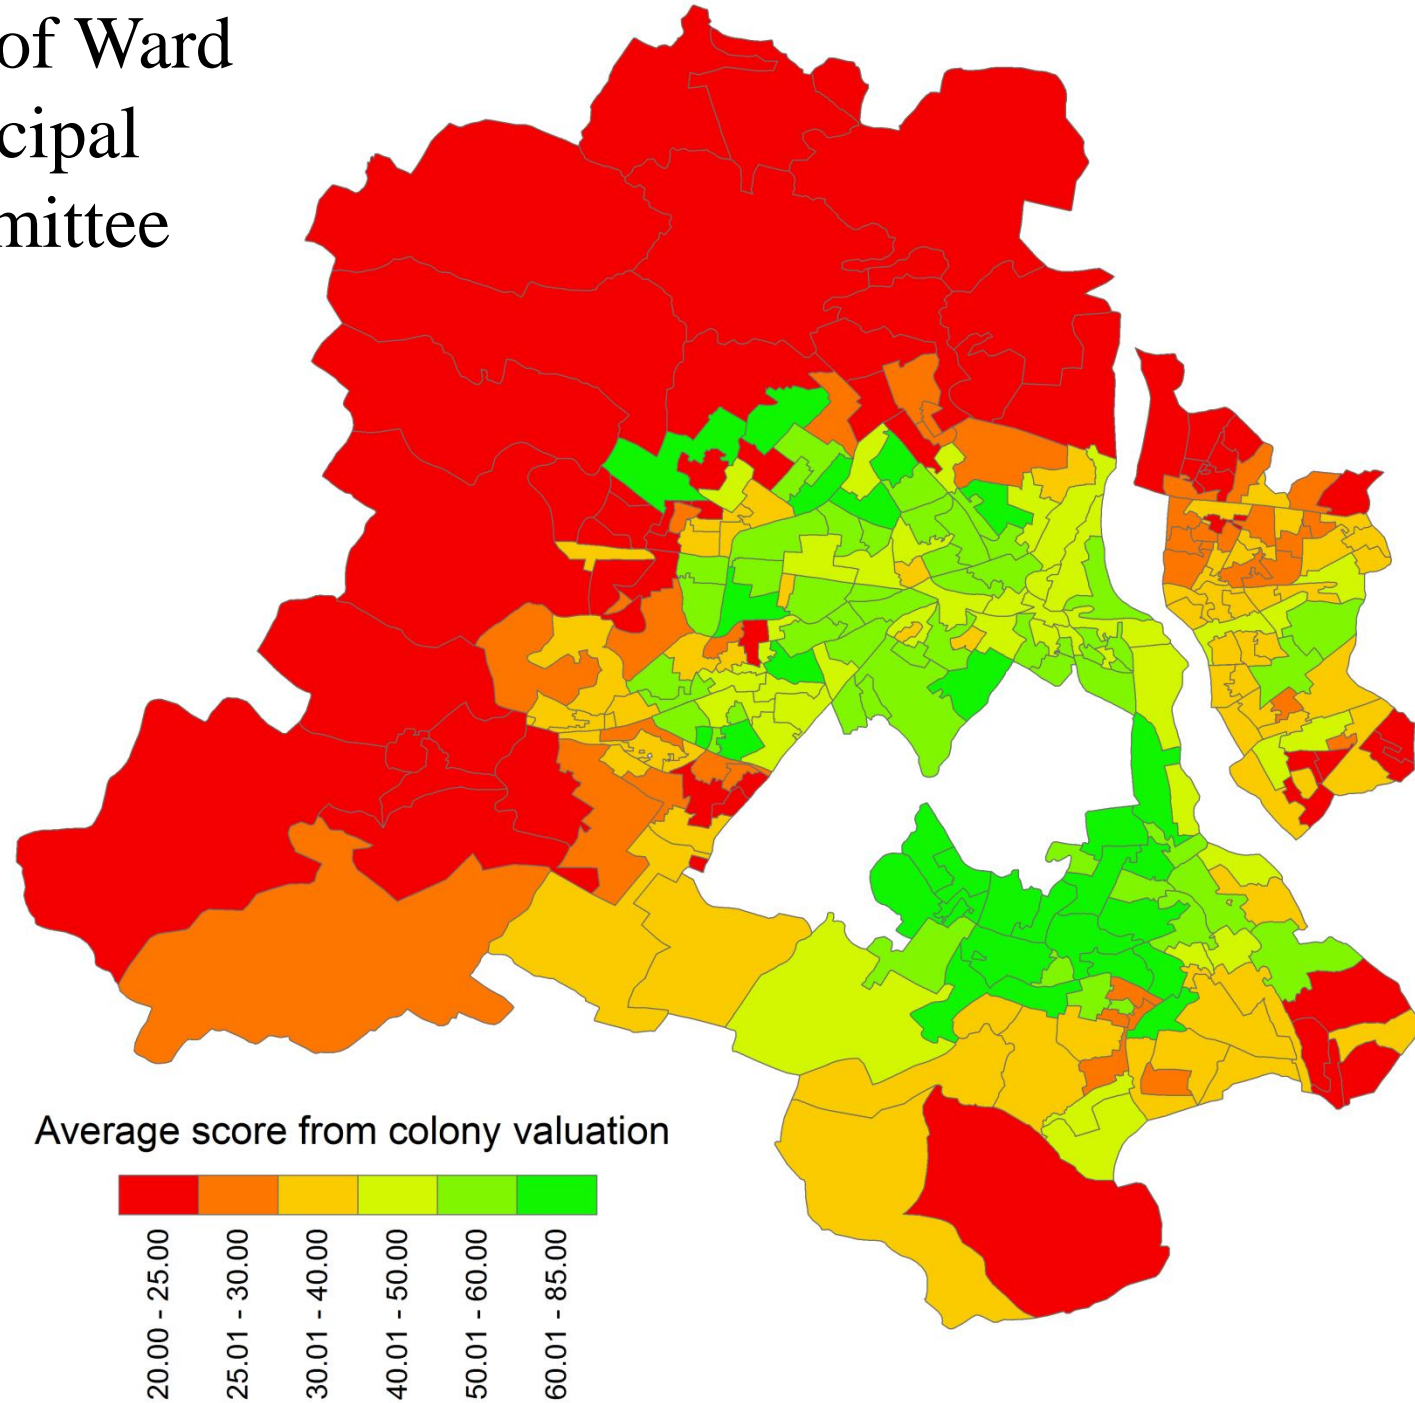 of Ward
cipal
mittee
Average score from colony valuation
20.00 - 25.00
25.01 - 30.00
30.01 - 40.00
40.01 - 50.00
50.01 - 60.00
60.01 - 85.00